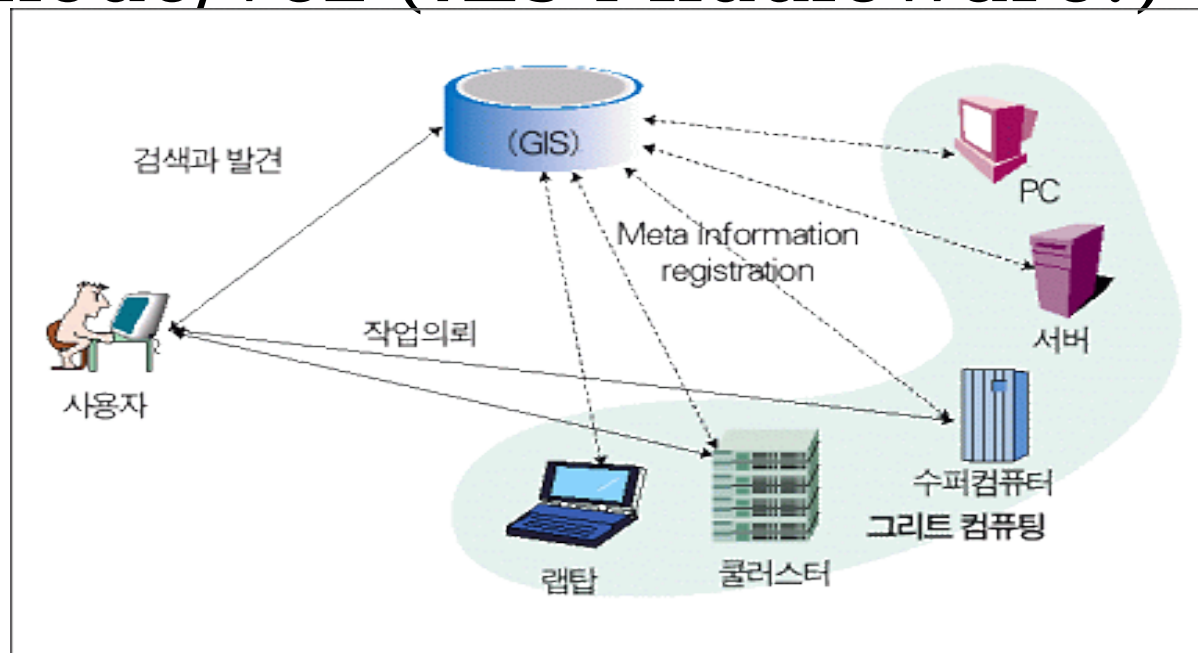 (GIS)
검색과 발견
PC
Meta Information
registration
서버
작업의뢰
사용자
수퍼컴퓨터
그리트 컴퓨팅
랩탑
쿨러스터